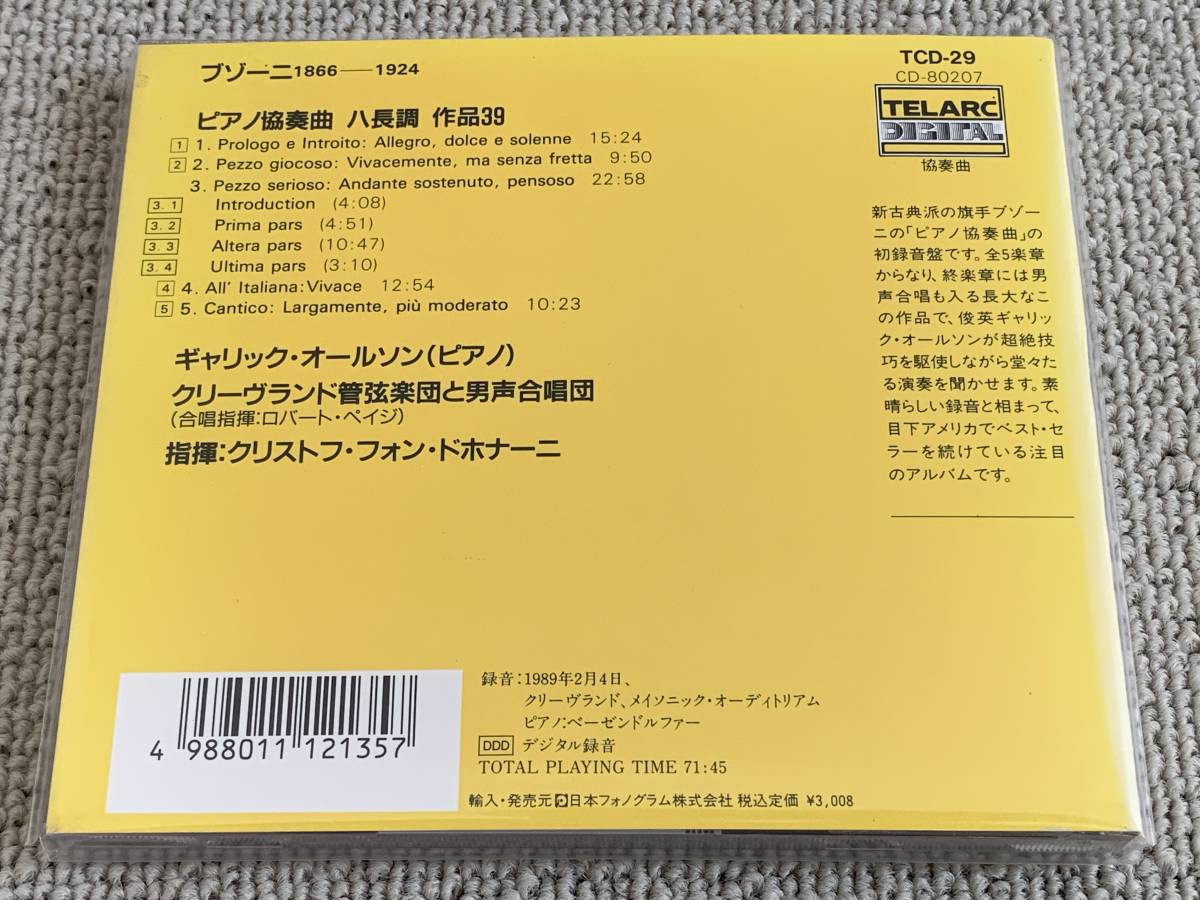 ブゾーニ1866——1924
ピアノ協奏曲 ハ長調 作品39
1 1. Prologo e Introito: Allegro, dolce e solenne 15:24
2 2. Pezzo giocoso: Vivacemente, ma senza fretta 9:50
3. Pezzo serioso: Andante sostenuto, pensoso 22:58
3. 1 Introduction (4:08)
3. 2 Prima pars (4:51)
3. 3 Altera pars (10:47)
3. 4 Ultima pars (3:10)
4 4. All' Italiana: Vivace 12:54
5 5. Cantico: Largamente, più moderato 10:23
ギャリック・オールソン(ピアノ)
クリーヴランド管弦楽団と男声合唱団
(合唱指揮:ロバート・ペイジ)
指揮:クリストフ・フォン・ドホナーニ
TCD-29
CD-80207
TELARC
DIGITAL
協奏曲
新古典派の旗手ブゾー
ニの「ピアノ協奏曲」の
初録音盤です。全5楽章
からなり、終楽章には男
声合唱も入る長大なこ
の作品で、俊英ギャリッ
ク・オールソンが超絶技
巧を駆使しながら堂々た
る演奏を聞かせます。素
晴らしい録音と相まって、
目下アメリカでベスト・セ
ラーを続けている注目
のアルバムです。
4 988011 121357
録音:1989年2月4日、
クリーヴランド、メイソニック・オーディトリアム
ピアノ:ベーゼンドルファー
DDD デジタル録音
TOTAL PLAYING TIME 71:45
輸入・発売元 日本フォノグラム株式会社 税込定価 ¥3,008